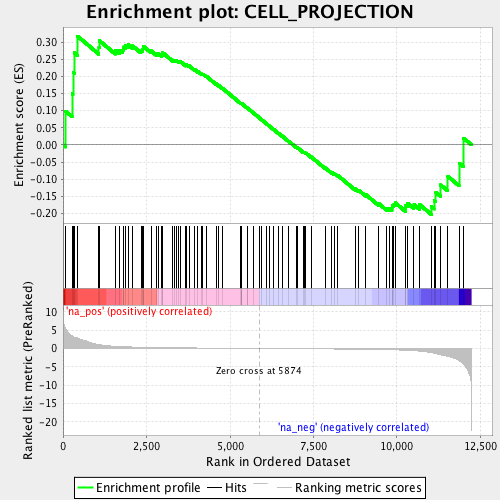 Enrichment plot: CELL_PROJECTION
Enrichment score (ES)
0.30
0.25
0.20
0.15
0.10
0.05
0.00
-0.05
-0.10
-0.15
-0.20
'na_pos' (positively correlated)
Ranked list metric (PreRanked)
10
5
0
-5
-10
-15
-20
Zero cross at 5874
'na_neg' (negatively correlated)
0
2,500
5,000
7,500
10,000
12,500
Rank in Ordered Dataset
Enrichment profile
Hits
Ranking metric scores